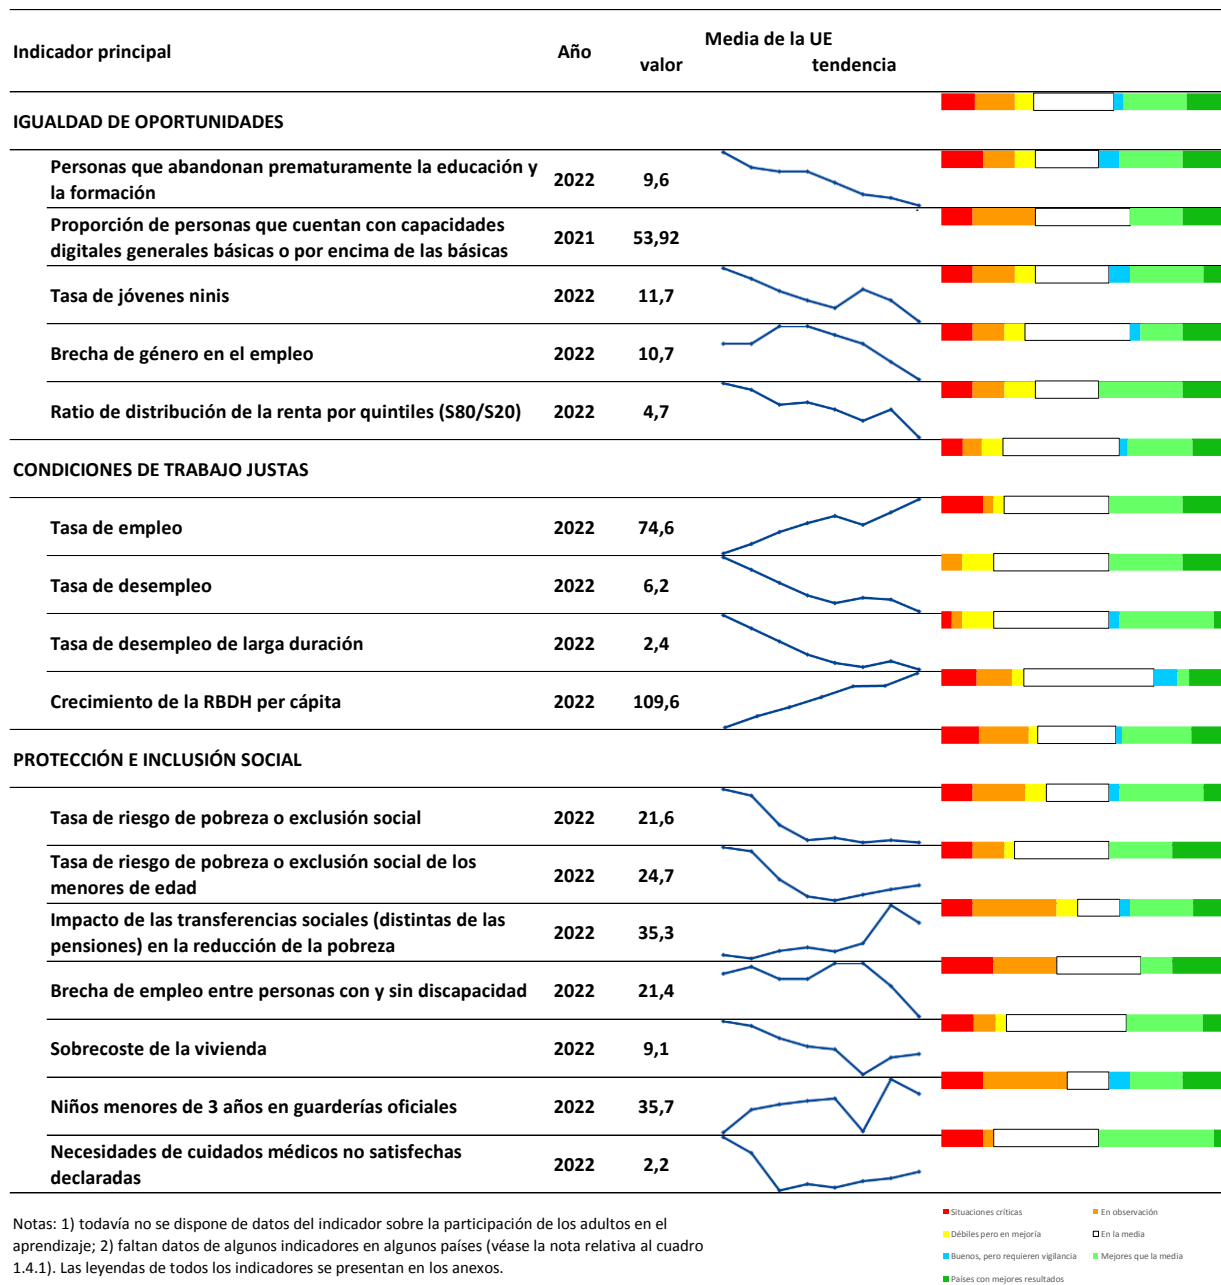 Indicador principal Año Media de la UE
valor tendencia
IGUALDAD DE OPORTUNIDADES
Personas que abandonan prematuramente la educación y
la formación 2022 9,6
Proporción de personas que cuentan con capacidades
digitales generales básicas o por encima de las básicas 2021 53,92
Tasa de jóvenes ninis 2022 11,7
Brecha de género en el empleo 2022 10,7
Ratio de distribución de la renta por quintiles (S80/S20) 2022 4,7
CONDICIONES DE TRABAJO JUSTAS
Tasa de empleo 2022 74,6
Tasa de desempleo 2022 6,2
Tasa de desempleo de larga duración 2022 2,4
Crecimiento de la RBDH per cápita 2022 109,6
PROTECCIÓN E INCLUSIÓN SOCIAL
Tasa de riesgo de pobreza o exclusión social 2022 21,6
Tasa de riesgo de pobreza o exclusión social de los
menores de edad 2022 24,7
Impacto de las transferencias sociales (distintas de las
pensiones) en la reducción de la pobreza 2022 35,3
Brecha de empleo entre personas con y sin discapacidad 2022 21,4
Sobrecoste de la vivienda 2022 9,1
Niños menores de 3 años en guarderías oficiales 2022 35,7
Necesidades de cuidados médicos no satisfechas
declaradas 2022 2,2
Notas: 1) todavía no se dispone de datos del indicador sobre la participación de los adultos en el
aprendizaje; 2) faltan datos de algunos indicadores en algunos países (véase la nota relativa al cuadro
1.4.1). Las leyendas de todos los indicadores se presentan en los anexos.
Situaciones críticas En observación
Débiles pero en mejoría En la media
Buenos, pero requieren vigilancia Mejores que la media
Países con mejores resultados